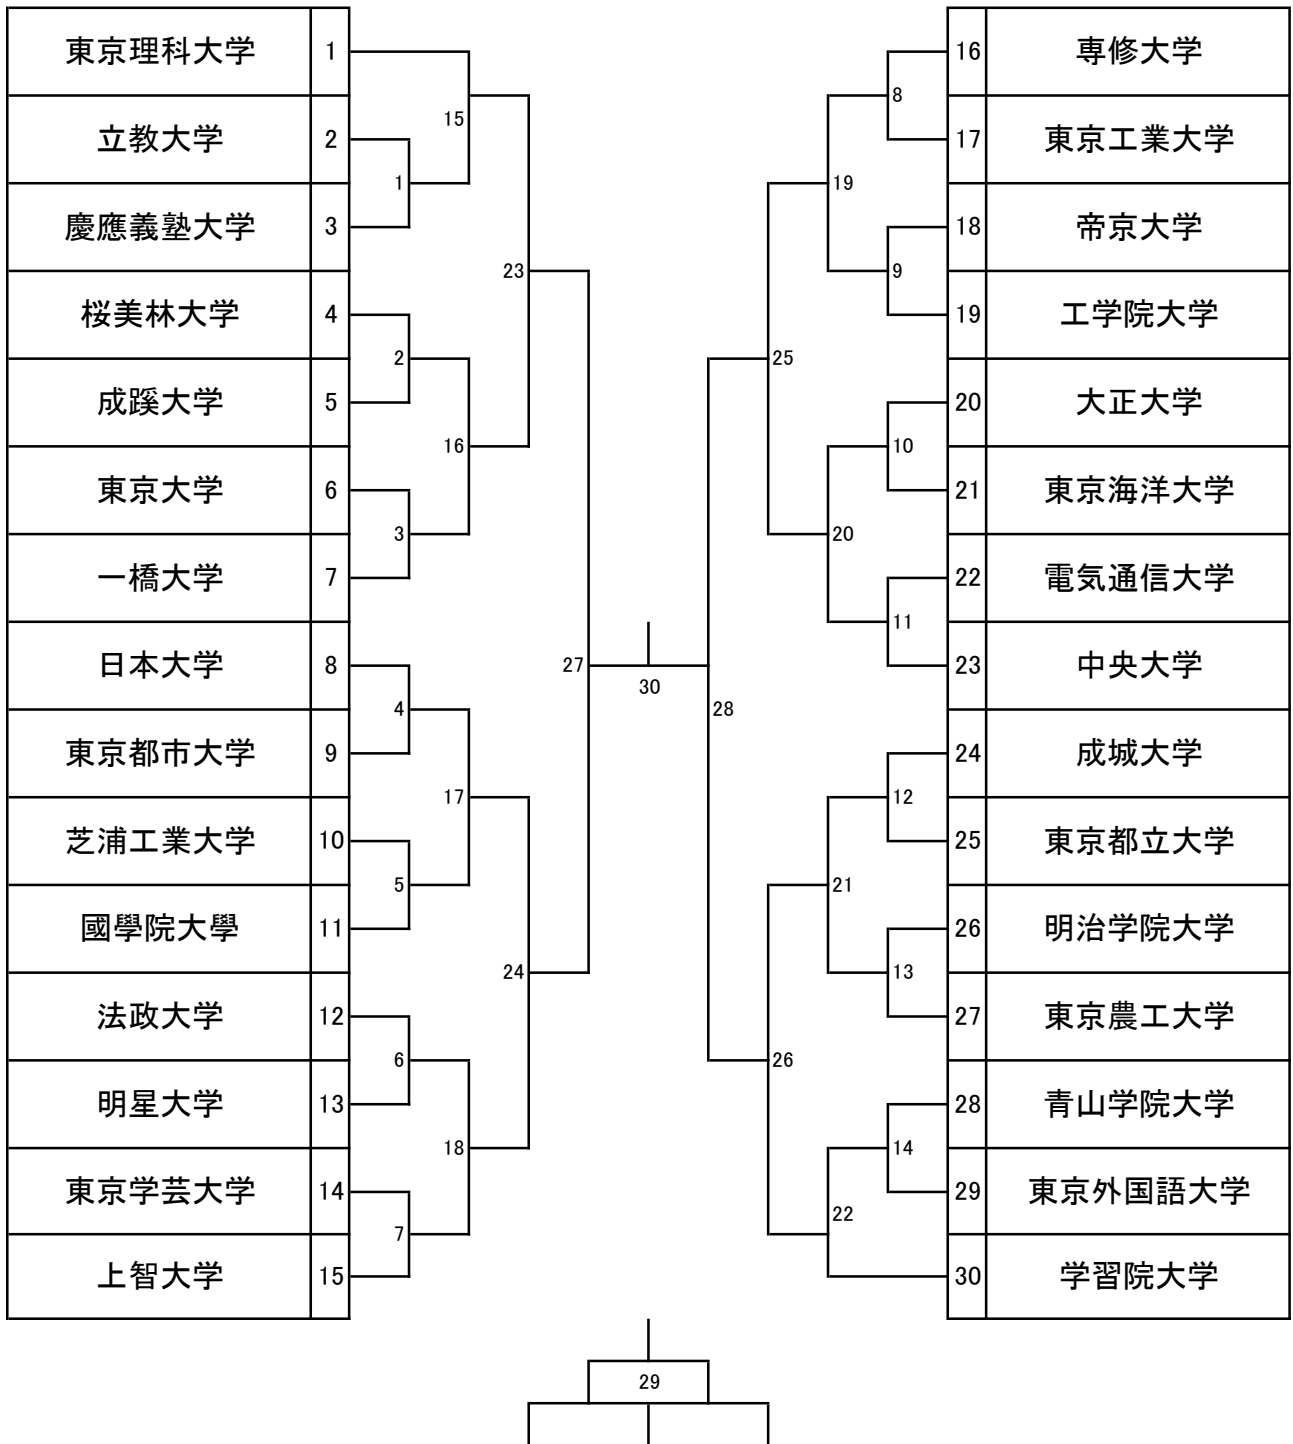 東京理科大学 1
立教大学 2
慶應義塾大学 3
桜美林大学 4
成蹊大学 5
東京大学 6
一橋大学 7
日本大学 8
東京都市大学 9
芝浦工業大学 10
國學院大學 11
法政大学 12
明星大学 13
東京学芸大学 14
上智大学 15
15
1
23
2
16
3
27
4
17
5
24
6
18
7
30
28
8
19
9
25
10
20
11
12
21
13
26
14
22
16 専修大学
17 東京工業大学
18 帝京大学
19 工学院大学
20 大正大学
21 東京海洋大学
22 電気通信大学
23 中央大学
24 成城大学
25 東京都立大学
26 明治学院大学
27 東京農工大学
28 青山学院大学
29 東京外国語大学
30 学習院大学
29